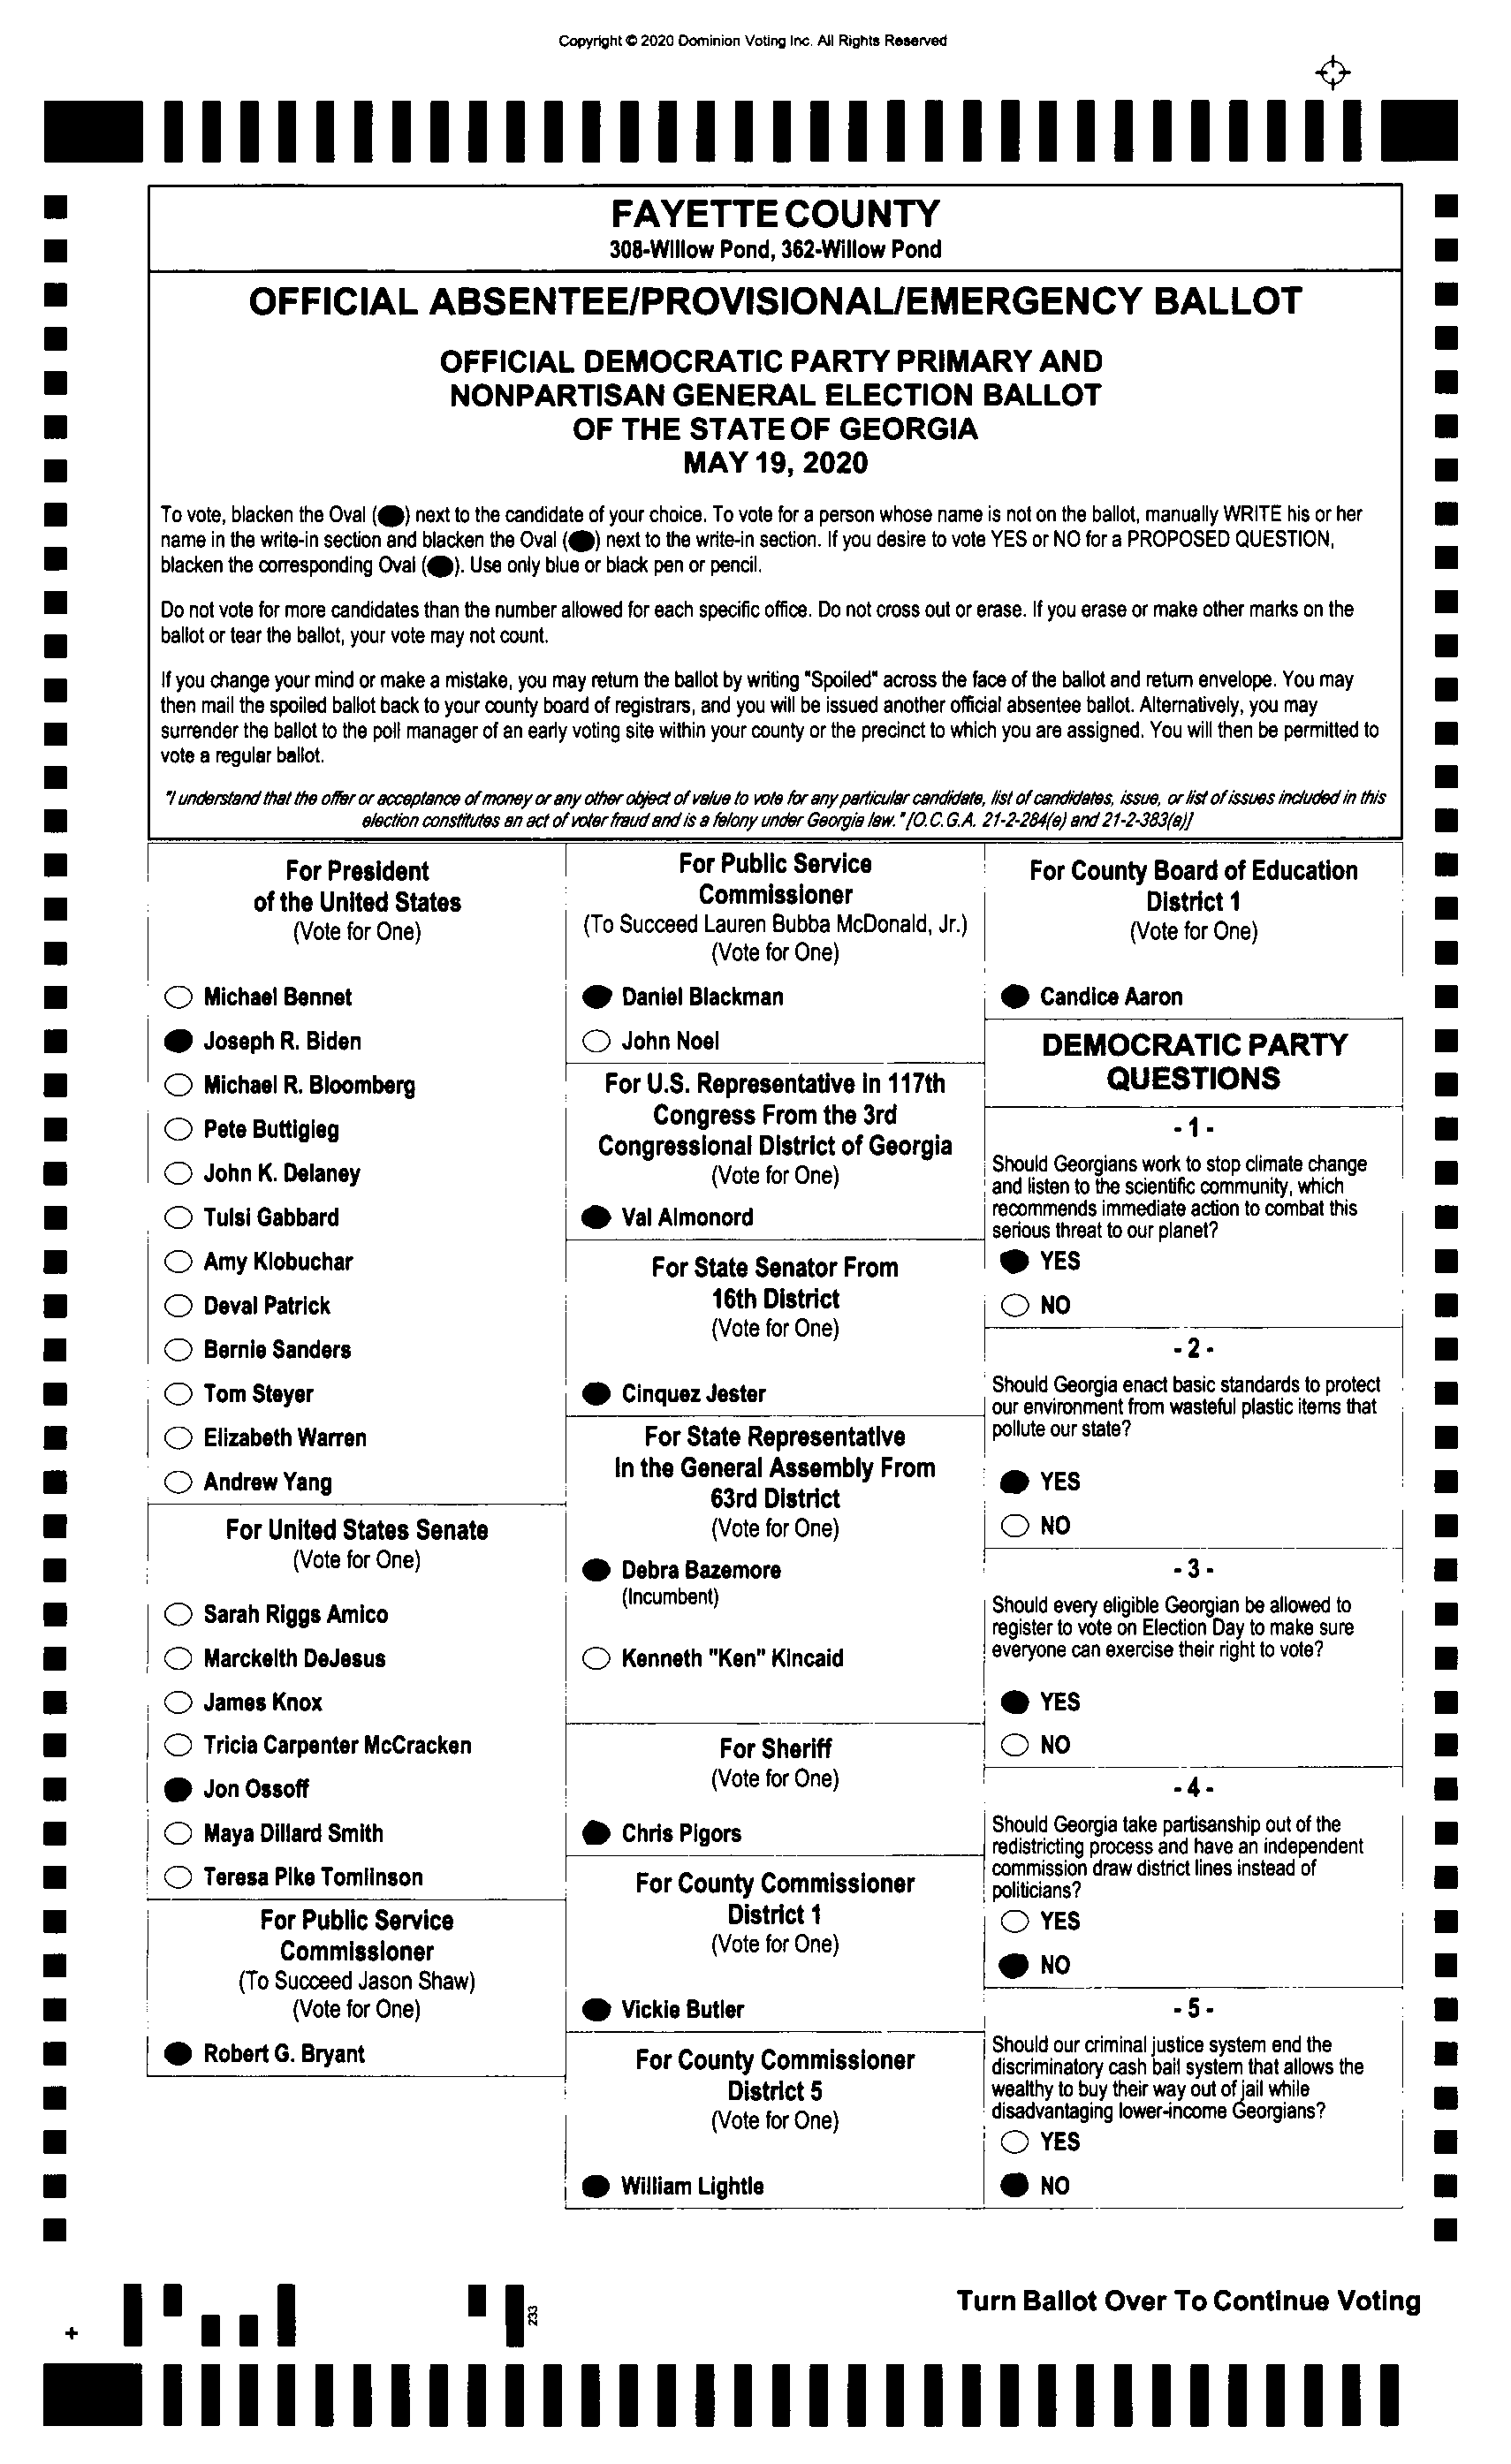 Copyright © 2020 Dominion Voting Inc. All Rights Reserved
FAYETTE COUNTY
308-Willow Pond, 362-Willow Pond
OFFICIAL ABSENTEE/PROVISIONAL/EMERGENCY BALLOT
OFFICIAL DEMOCRATIC PARTY PRIMARY AND
NONPARTISAN GENERAL ELECTION BALLOT
OF THE STATE OF GEORGIA
MAY 19, 2020
To vote, blacken the Oval ( ) next to the candidate of your choice. To vote for a person whose name is not on the ballot, manually WRITE his or her
name in the write-in section and blacken the Oval ( ) next to the write-in section. If you desire to vote YES or NO for a PROPOSED QUESTION,
blacken the corresponding Oval ( ). Use only blue or black pen or pencil.
Do not vote for more candidates than the number allowed for each specific office. Do not cross out or erase. If you erase or make other marks on the
ballot or tear the ballot, your vote may not count.
If you change your mind or make a mistake, you may return the ballot by writing "Spoiled" across the face of the ballot and return envelope. You may
then mail the spoiled ballot back to your county board of registrars, and you will be issued another official absentee ballot. Alternatively, you may
surrender the ballot to the poll manager of an early voting site within your county or the precinct to which you are assigned. You will then be permitted to
vote a regular ballot.
"I understand that the offer or acceptance of money or any other object of value to vote for any particular candidate, list of candidates, issue, or list of issues included in this
election constitutes an act of voter fraud and is a felony under Georgia law." [O.C.G.A. 21-2-284(e) and 21-2-383(a)]
For President
of the United States
(Vote for One)
Michael Bennet
Joseph R. Biden
Michael R. Bloomberg
Pete Buttigieg
John K. Delaney
Tulsi Gabbard
Amy Klobuchar
Deval Patrick
Bernie Sanders
Tom Steyer
Elizabeth Warren
Andrew Yang
For United States Senate
(Vote for One)
Sarah Riggs Amico
Marckeith DeJesus
James Knox
Tricia Carpenter McCracken
Jon Ossoff
Maya Dillard Smith
Teresa Pike Tomlinson
For Public Service
Commissioner
(To Succeed Jason Shaw)
(Vote for One)
Robert G. Bryant
For Public Service
Commissioner
(To Succeed Lauren Bubba McDonald, Jr.)
(Vote for One)
Daniel Blackman
John Noel
For U.S. Representative in 117th
Congress From the 3rd
Congressional District of Georgia
(Vote for One)
Val Almonord
For State Senator From
16th District
(Vote for One)
Cinquez Jester
For State Representative
In the General Assembly From
63rd District
(Vote for One)
Debra Bazemore
(Incumbent)
Kenneth "Ken" Kincaid
For Sheriff
(Vote for One)
Chris Pigors
For County Commissioner
District 1
(Vote for One)
Vickie Butler
For County Commissioner
District 5
(Vote for One)
William Lightle
For County Board of Education
District 1
(Vote for One)
Candice Aaron
DEMOCRATIC PARTY
QUESTIONS
- 1 -
Should Georgians work to stop climate change
and listen to the scientific community, which
recommends immediate action to combat this
serious threat to our planet?
YES
NO
- 2 -
Should Georgia enact basic standards to protect
our environment from wasteful plastic items that
pollute our state?
YES
NO
- 3 -
Should every eligible Georgian be allowed to
register to vote on Election Day to make sure
everyone can exercise their right to vote?
YES
NO
- 4 -
Should Georgia take partisanship out of the
redistricting process and have an independent
commission draw district lines instead of
politicians?
YES
NO
- 5 -
Should our criminal justice system end the
discriminatory cash bail system that allows the
wealthy to buy their way out of jail while
disadvantaging lower-income Georgians?
YES
NO
Turn Ballot Over To Continue Voting
233